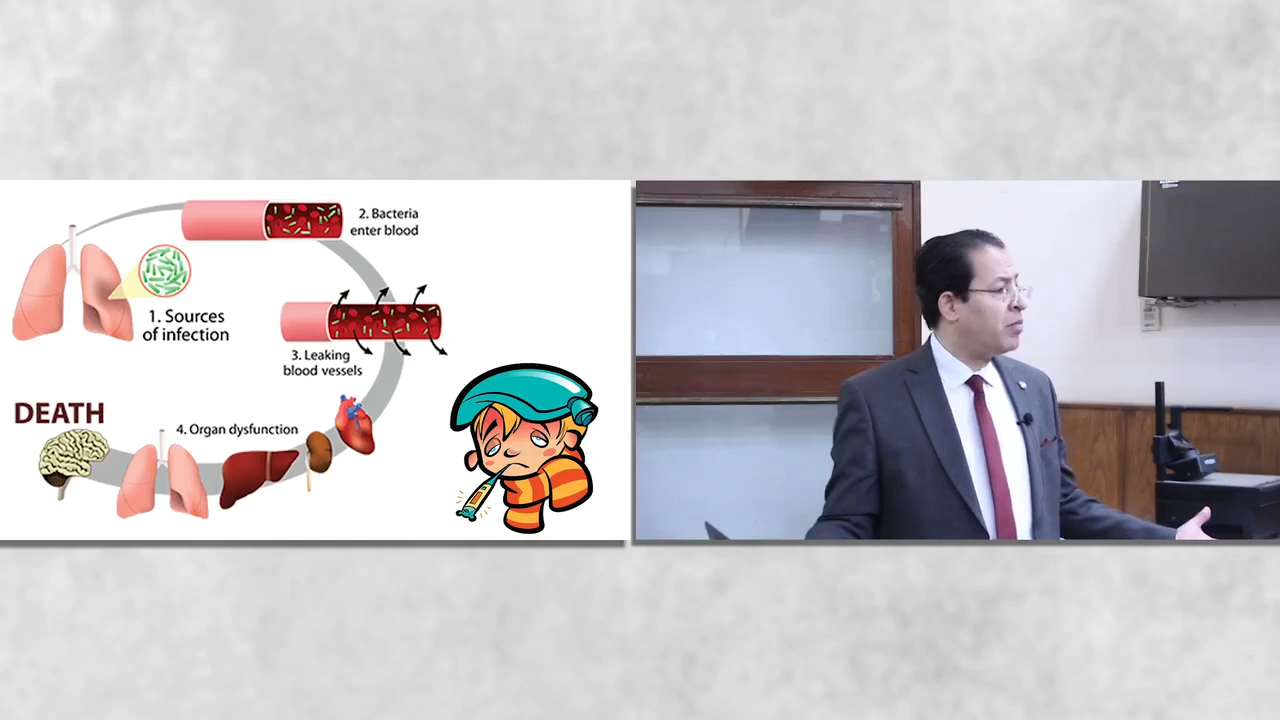 2. Bacteria
enter blood
1. Sources
of infection
3. Leaking
blood vessels
DEATH
4. Organ dysfunction